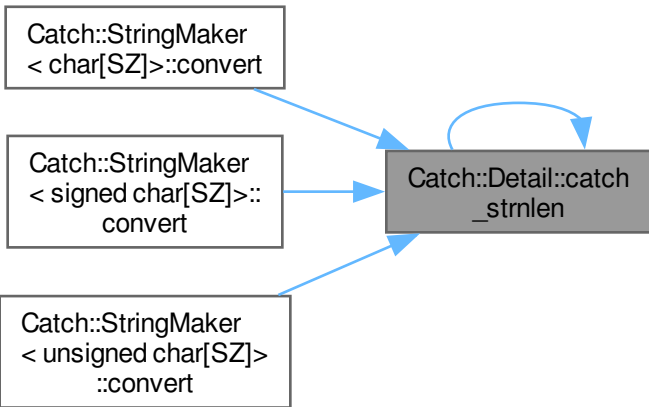 Catch::StringMaker
< char[SZ]>::convert
Catch::StringMaker
< signed char[SZ]>::
convert
Catch::Detail::catch
_strnlen
Catch::StringMaker
< unsigned char[SZ]>
::convert